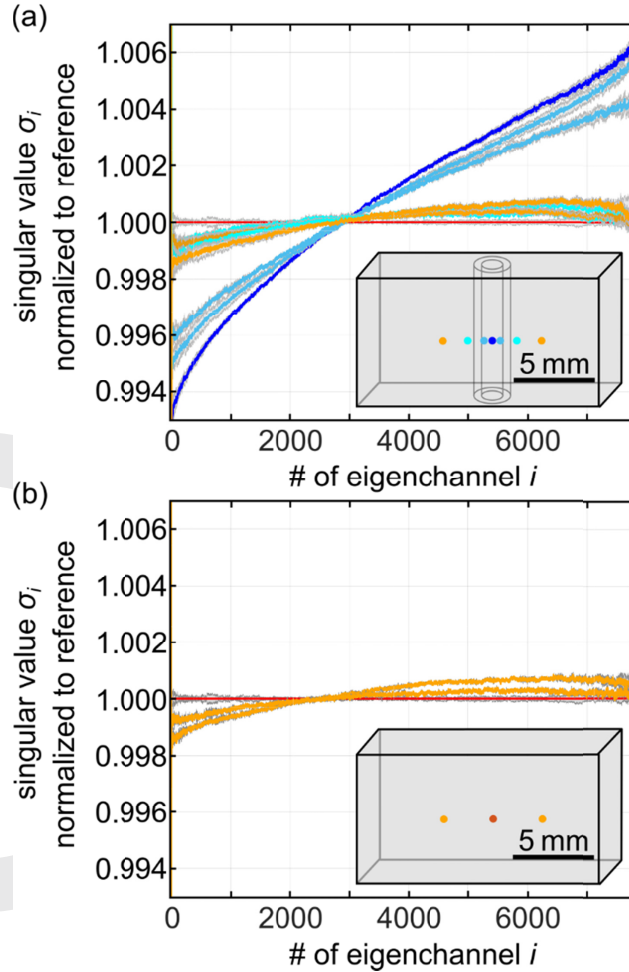 (a)
1.006
1.004
1.002
1.000
0.998
0.996
0.994
singular value σi
normalized to reference
5 mm
0
2000
4000
6000
# of eigenchannel i
(b)
1.006
1.004
1.002
1.000
0.998
0.996
0.994
singular value σi
normalized to reference
5 mm
0
2000
4000
6000
# of eigenchannel i